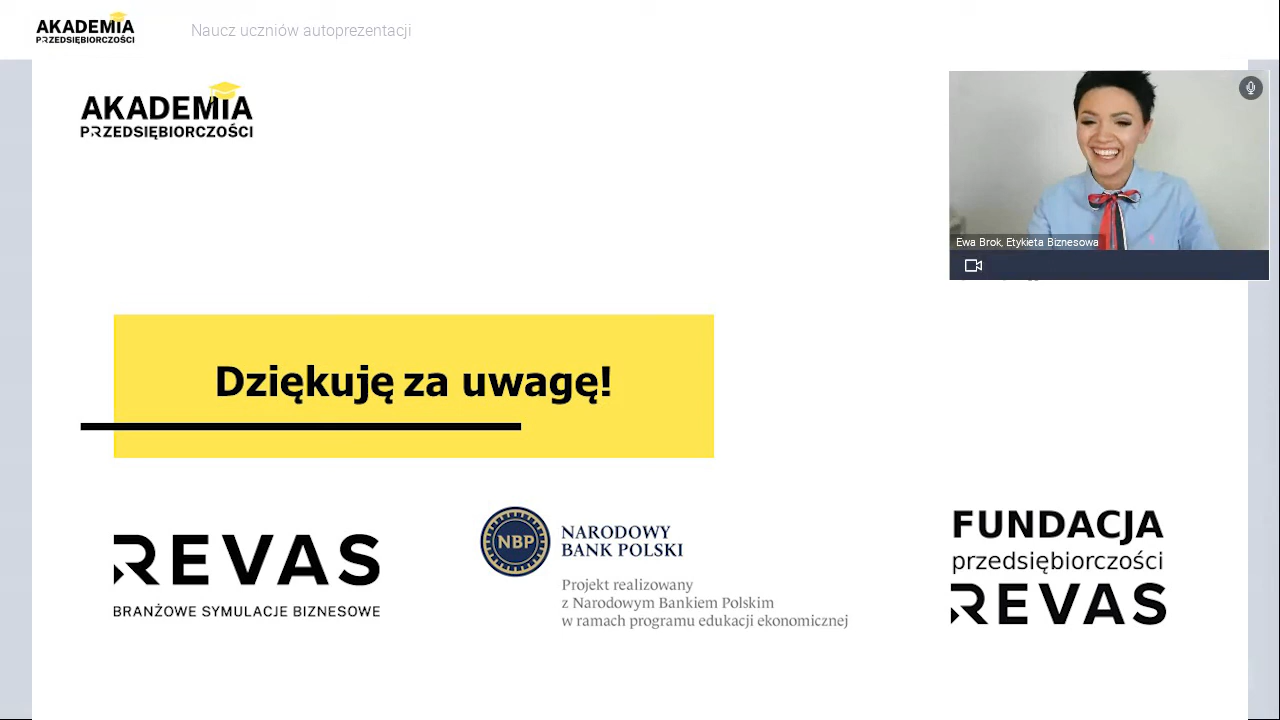 AKADEMIA
PRZEDSIĘBIORCZOŚCI
Naucz uczniów autoprezentacji
AKADEMIA
PRZEDSIĘBIORCZOŚCI
Ewa Brok, Etykieta Biznesowa
Dziękuję za uwagę!
REVAS
BRANŻOWE SYMULACJE BIZNESOWE
NBP
NARODOWY
BANK POLSKI
Projekt realizowany
z Narodowym Bankiem Polskim
w ramach programu edukacji ekonomicznej
FUNDACJA
przedsiębiorczości
REVAS